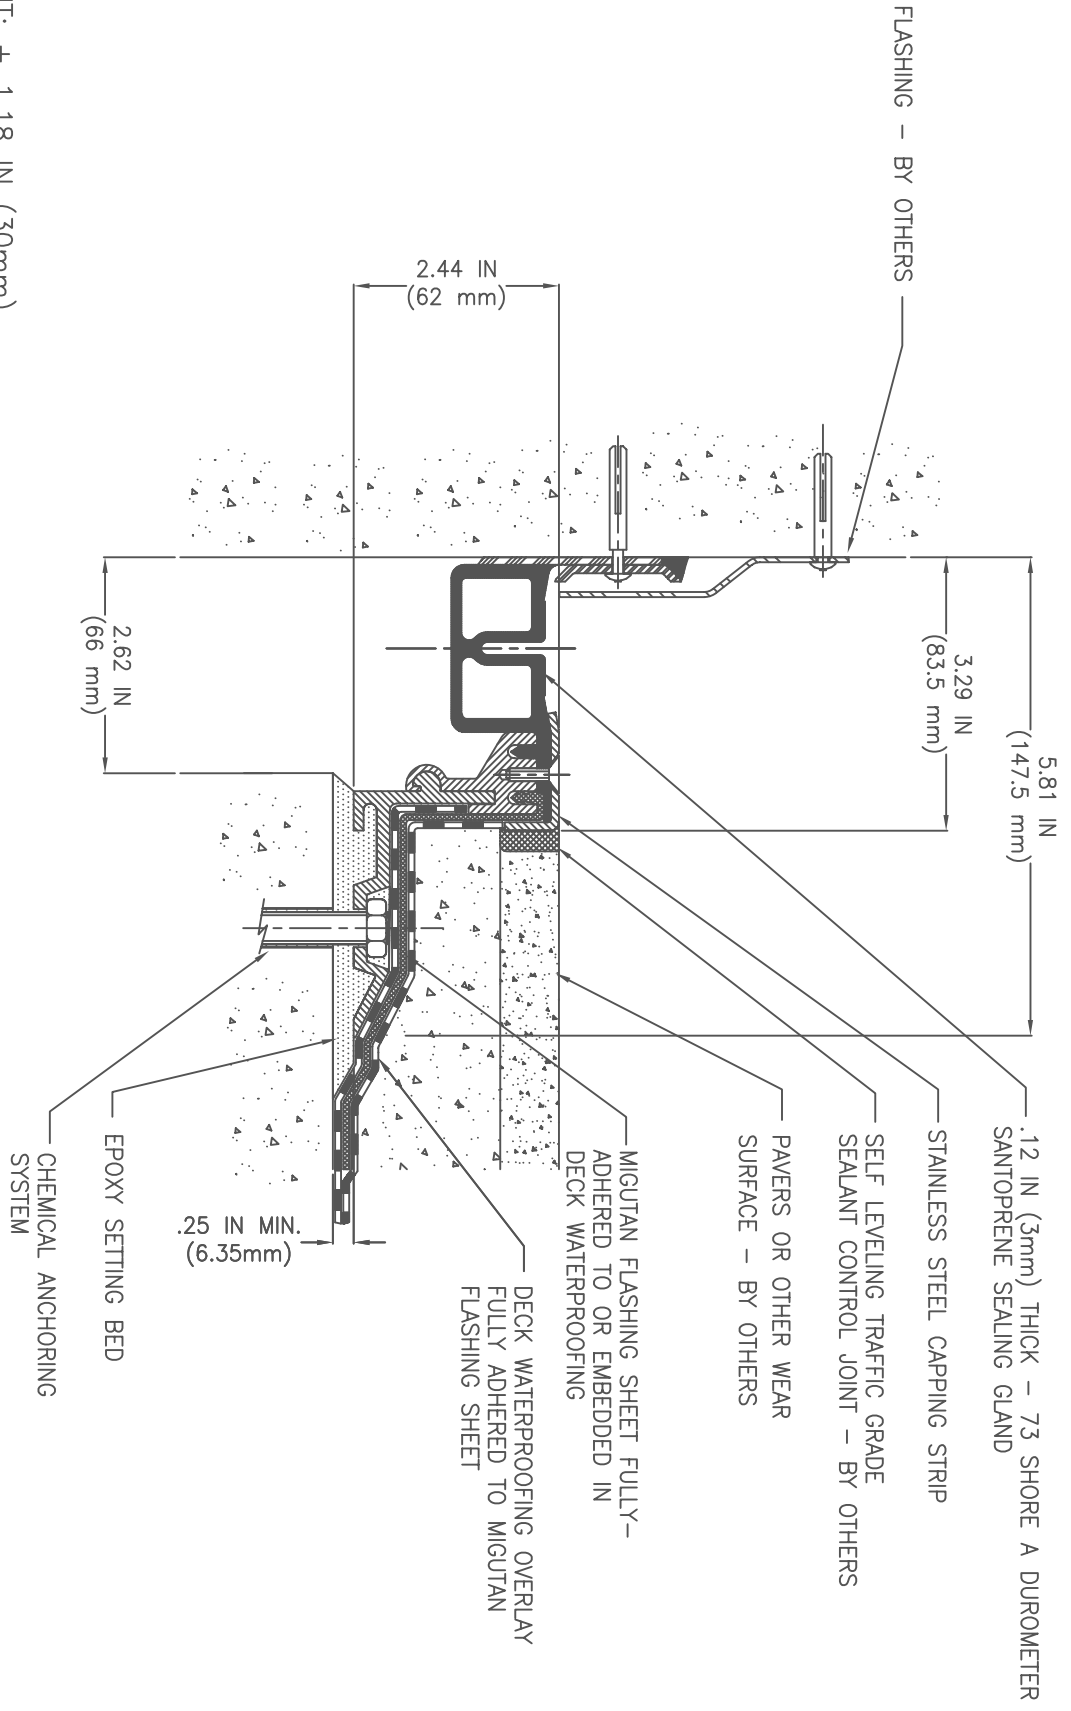 FLASHING - BY OTHERS
T: ± 1.18 IN (30mm)
2.44 IN
(62 mm)
5.81 IN
(147.5 mm)
3.29 IN
(83.5 mm)
2.62 IN
(66 mm)
.12 IN (3mm) THICK - 73 SHORE A DUROMETER
SANTOPRENE SEALING GLAND
STAINLESS STEEL CAPPING STRIP
SELF LEVELING TRAFFIC GRADE
SEALANT CONTROL JOINT - BY OTHERS
PAVERS OR OTHER WEAR
SURFACE - BY OTHERS
MIGUTAN FLASHING SHEET FULLY-
ADHERED TO OR EMBEDDED IN
DECK WATERPROOFING
DECK WATERPROOFING OVERLAY
FULLY ADHERED TO MIGUTAN
FLASHING SHEET
.25 IN MIN.
(6.35mm)
EPOXY SETTING BED
CHEMICAL ANCHORING
SYSTEM